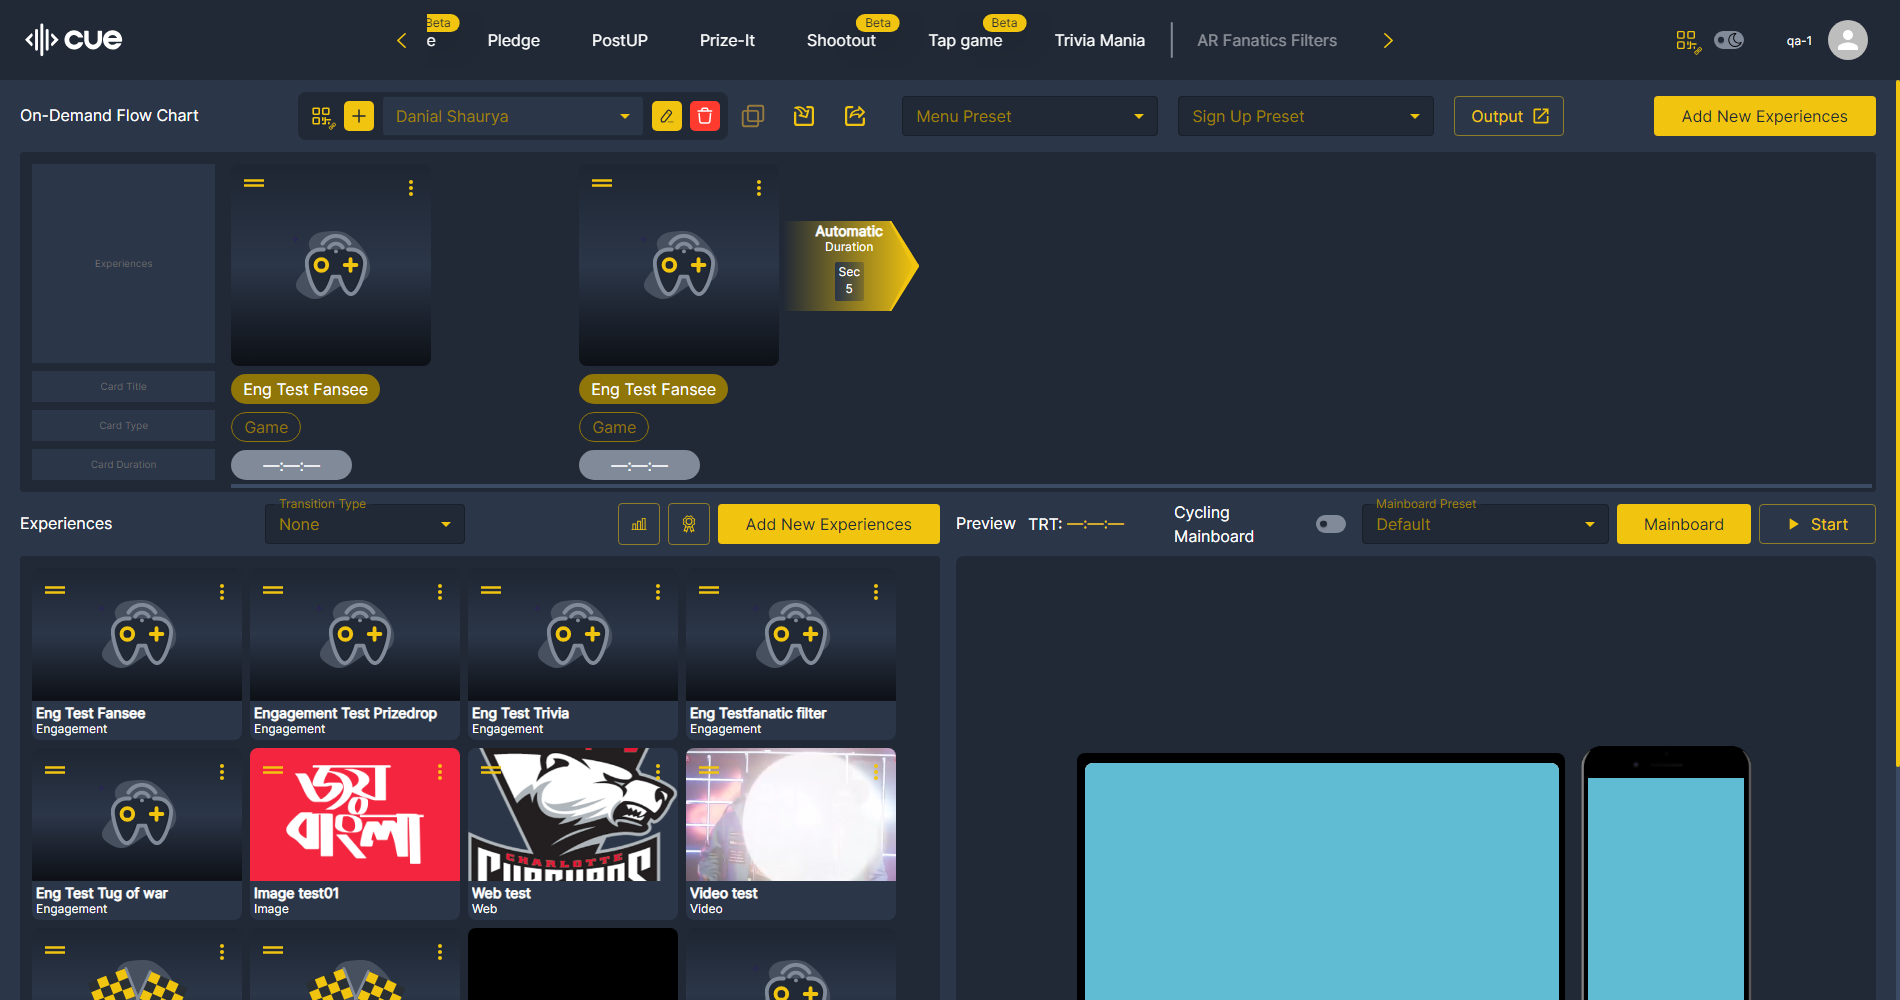 cue
Beta
e
Pledge
PostUP
Prize-It
Beta
Shootout
Beta
Tap game
Trivia Mania
AR Fanatics Filters
qa-1
On-Demand Flow Chart
Danial Shaurya
Menu Preset
Sign Up Preset
Output
Add New Experiences
Experiences
Card Title
Card Type
Card Duration
Eng Test Fansee
Game
—:—:—
Eng Test Fansee
Game
—:—:—
Automatic
Duration
Sec
5
Experiences
Transition Type
None
Add New Experiences
Preview
TRT: —:—:—
Cycling
Mainboard
Mainboard Preset
Default
Mainboard
Start
Eng Test Fansee
Engagement
Engagement Test Prizedrop
Engagement
Eng Test Trivia
Engagement
Eng Testfanatic filter
Engagement
Eng Test Tug of war
Engagement
জয়
বাংলা
Image test01
Image
CHARLOTTE
Web test
Web
Video test
Video